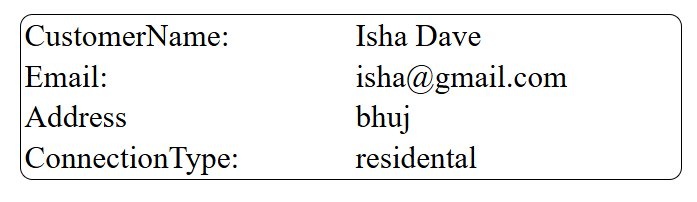 CustomerName: Isha Dave
Email: isha@gmail.com
Address bhuj
ConnectionType: residental